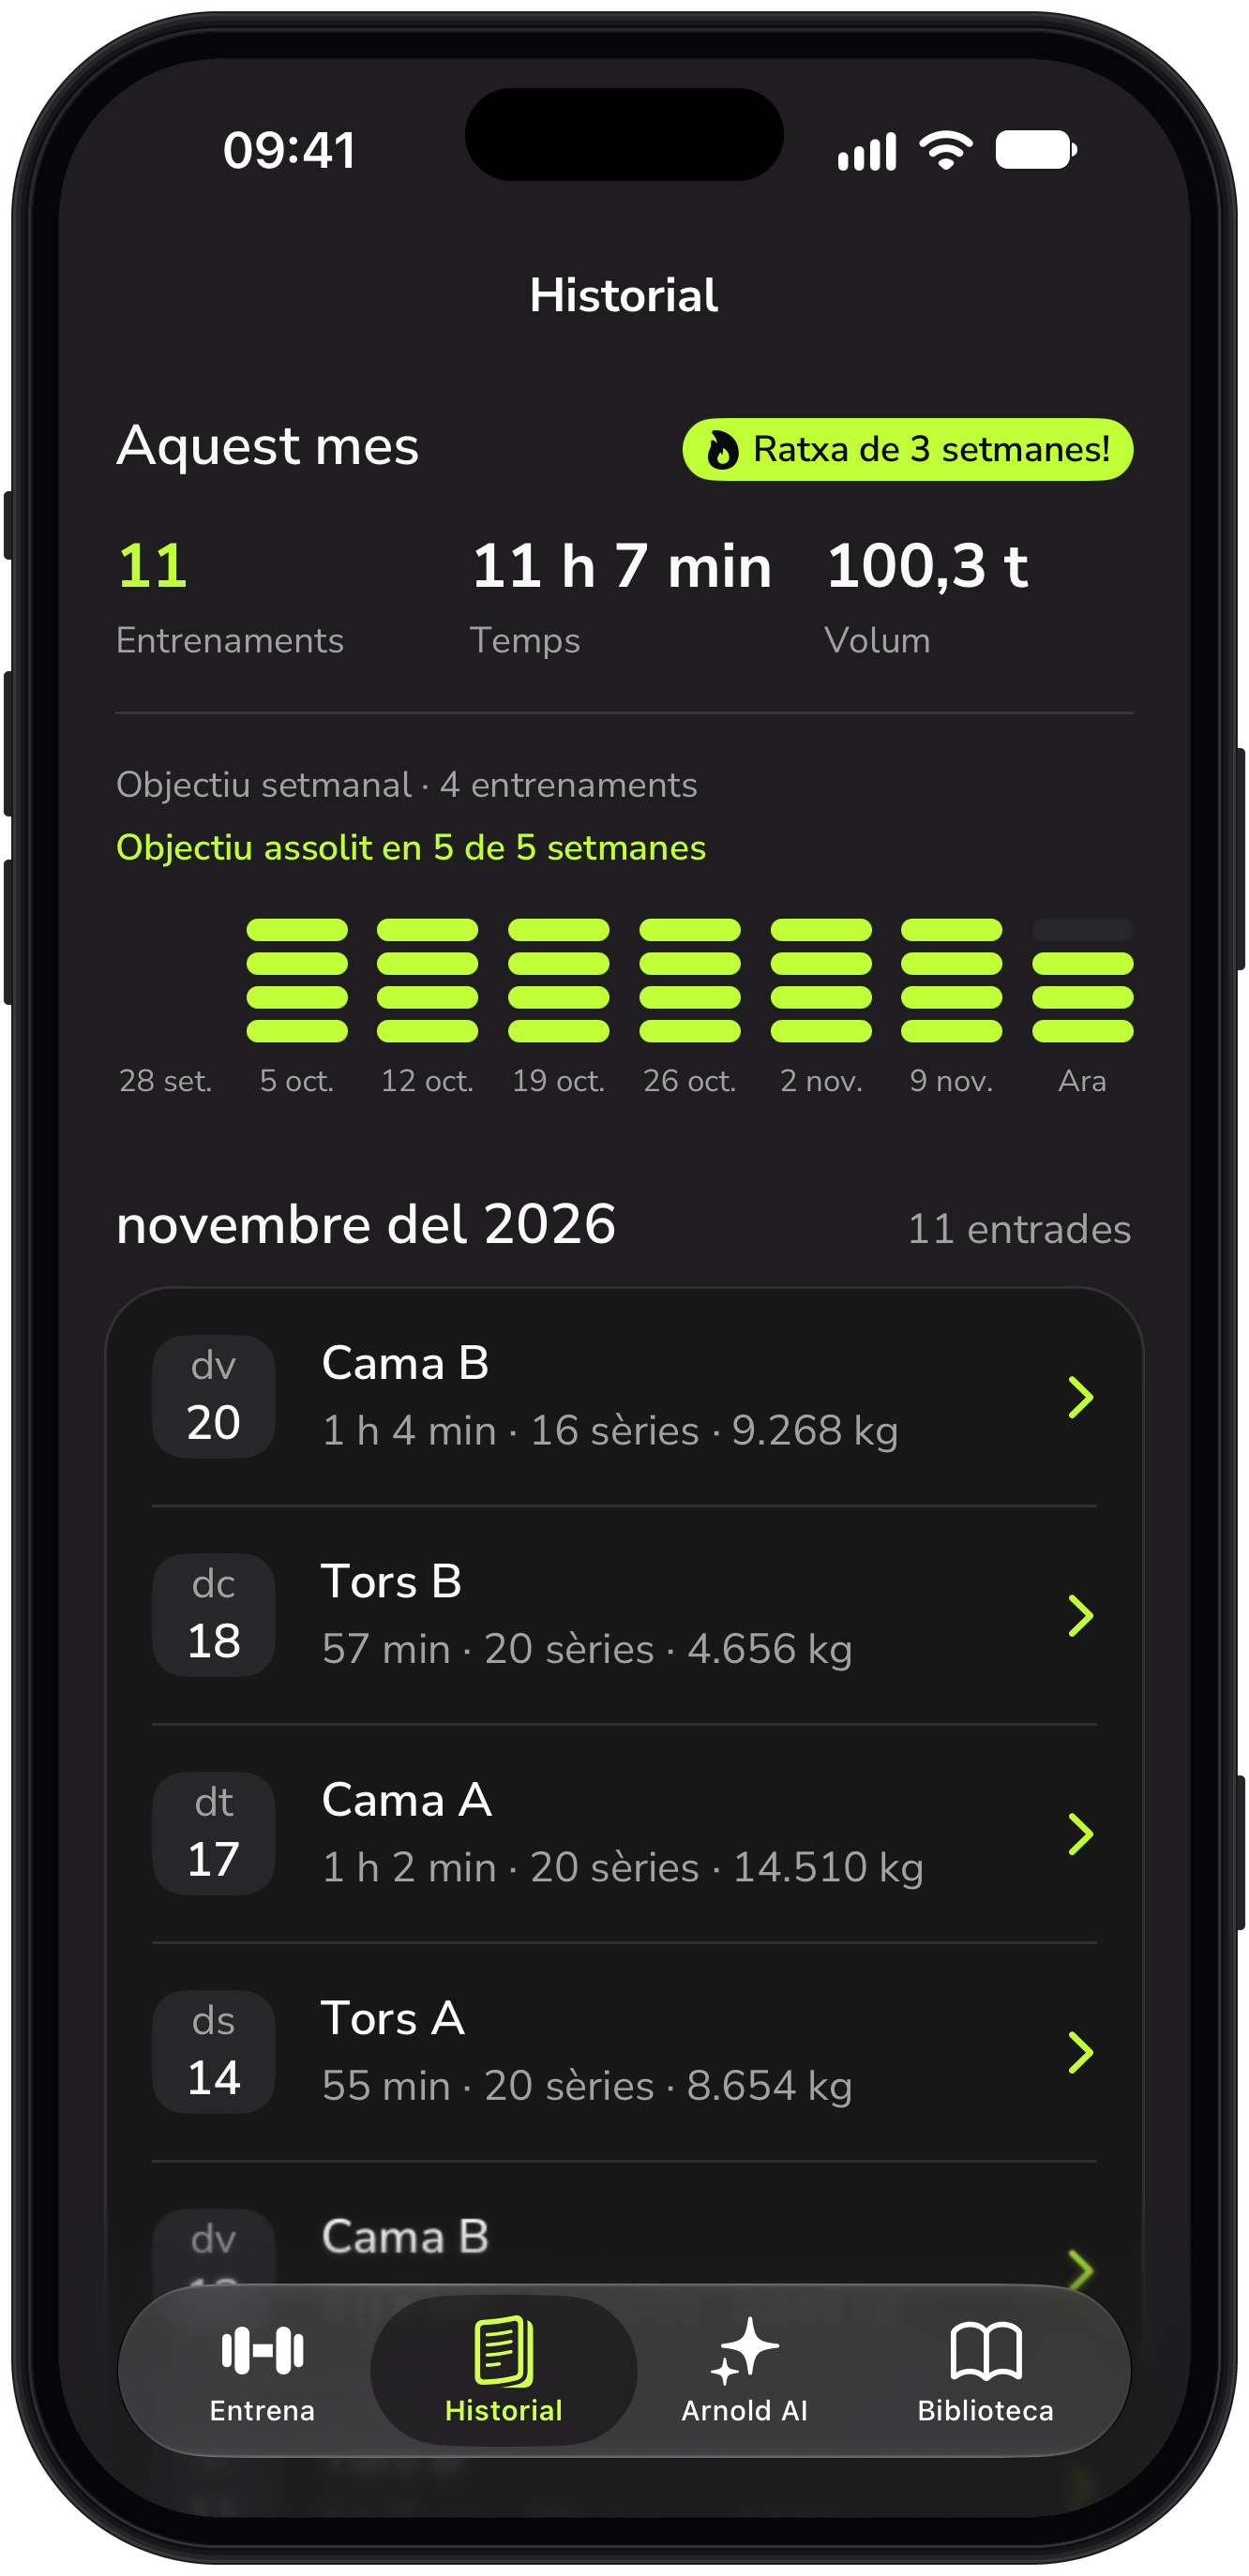 09:41
Historial
Aquest mes
Ratxa de 3 setmanes!
11
11 h 7 min
100,3 t
Entrenaments
Temps
Volum
Objectiu setmanal · 4 entrenaments
Objectiu assolit en 5 de 5 setmanes
28 set.
5 oct.
12 oct.
19 oct.
26 oct.
2 nov.
9 nov.
Ara
novembre del 2026
11 entrades
dv
20
Cama B
1 h 4 min · 16 sèries · 9.268 kg
dc
18
Tors B
57 min · 20 sèries · 4.656 kg
dt
17
Cama A
1 h 2 min · 20 sèries · 14.510 kg
ds
14
Tors A
55 min · 20 sèries · 8.654 kg
dv
Cama B
Entrena
Historial
Arnold AI
Biblioteca